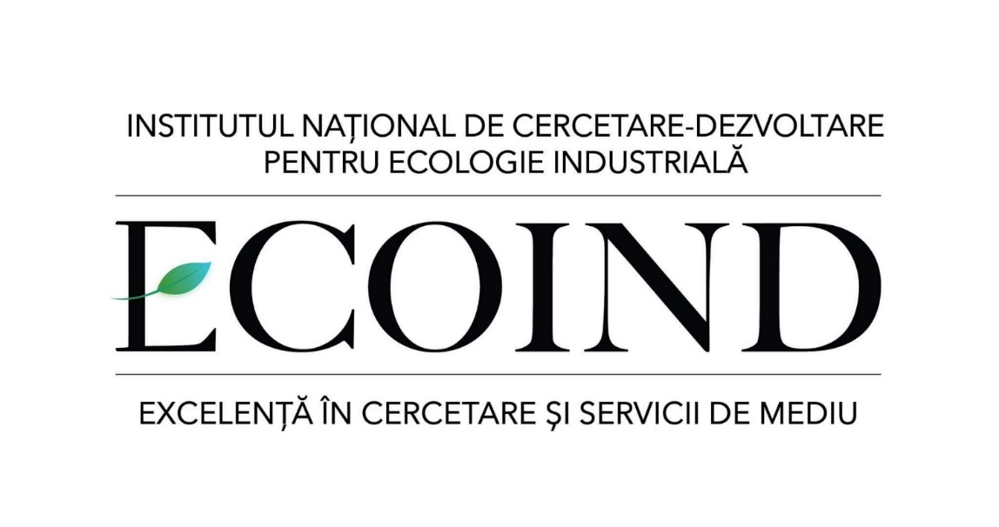 INSTITUTUL NAȚIONAL DE CERCETARE-DEZVOLTARE
PENTRU ECOLOGIE INDUSTRIALĂ
ECOIND
EXCELENȚĂ ÎN CERCETARE ȘI SERVICII DE MEDIU